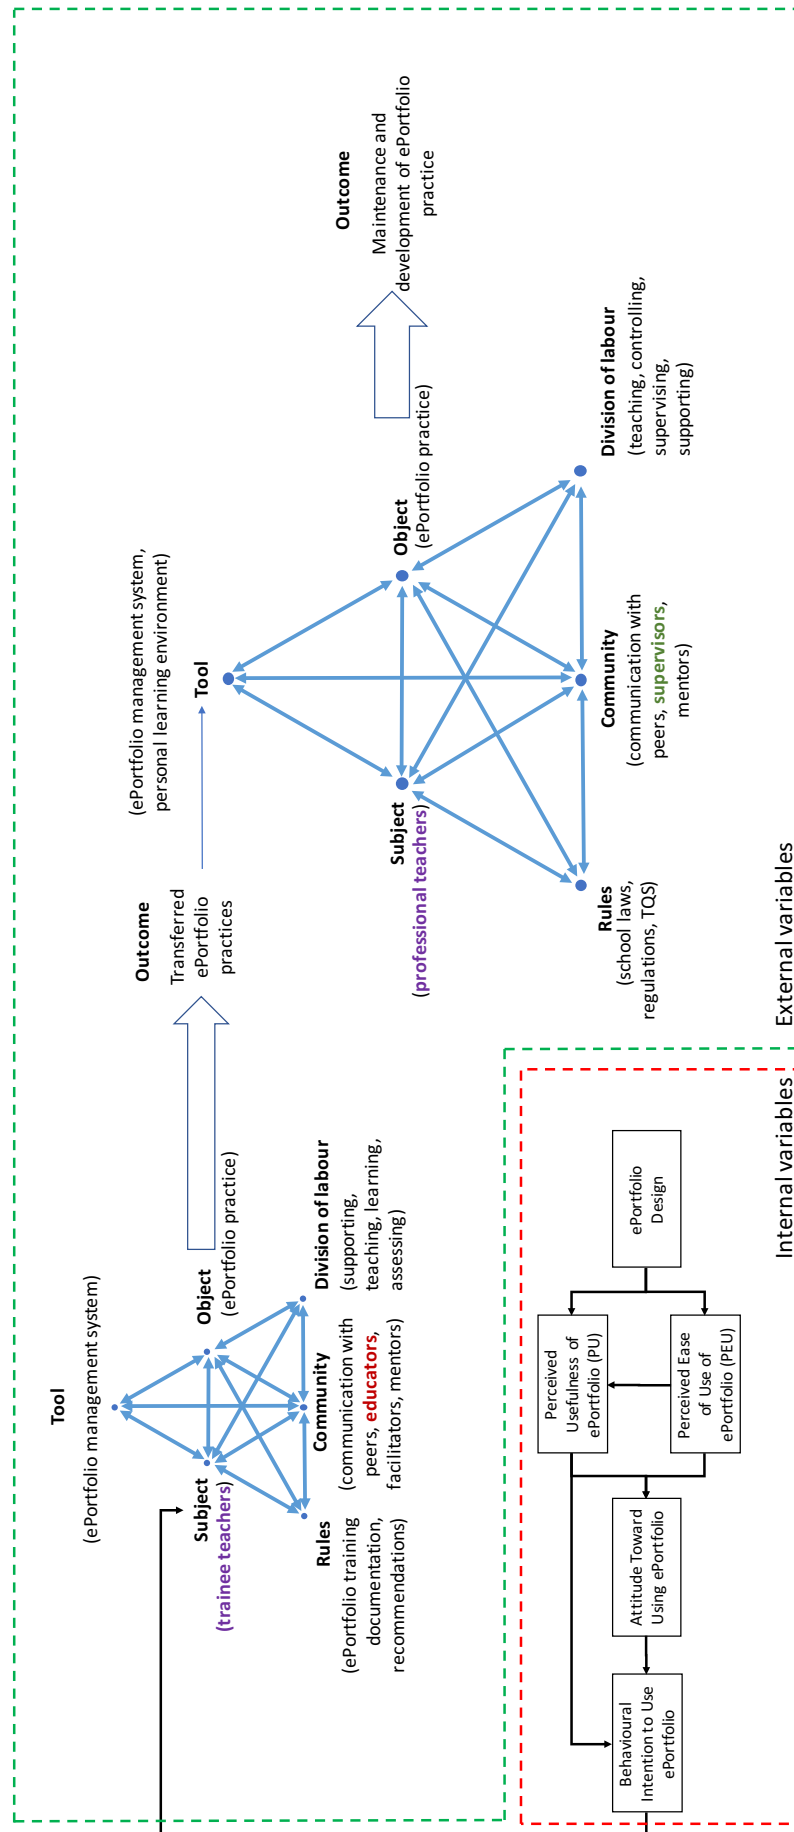 Tool
(ePortfolio management system)
Subject
(trainee teachers)
Object
(ePortfolio practice)
Rules
(ePortfolio training
documentation,
recommendations)
Community
(communication with
peers, educators,
facilitators, mentors)
Division of labour
(supporting,
teaching, learning,
assessing)
Outcome
Transferred
ePortfolio
practices
(ePortfolio management system,
personal learning environment)
Tool
Subject
(professional teachers)
Object
(ePortfolio practice)
Rules
(school laws,
regulations, TQS)
Community
(communication with
peers, supervisors,
mentors)
Division of labour
(teaching, controlling,
supervising,
supporting)
Outcome
Maintenance and
development of ePortfolio
practice
Behavioural
Intention to Use
ePortfolio
Attitude Toward
Using ePortfolio
Perceived
Usefulness of
ePortfolio (PU)
Perceived Ease
of Use of
ePortfolio (PEU)
ePortfolio
Design
Internal variables
External variables